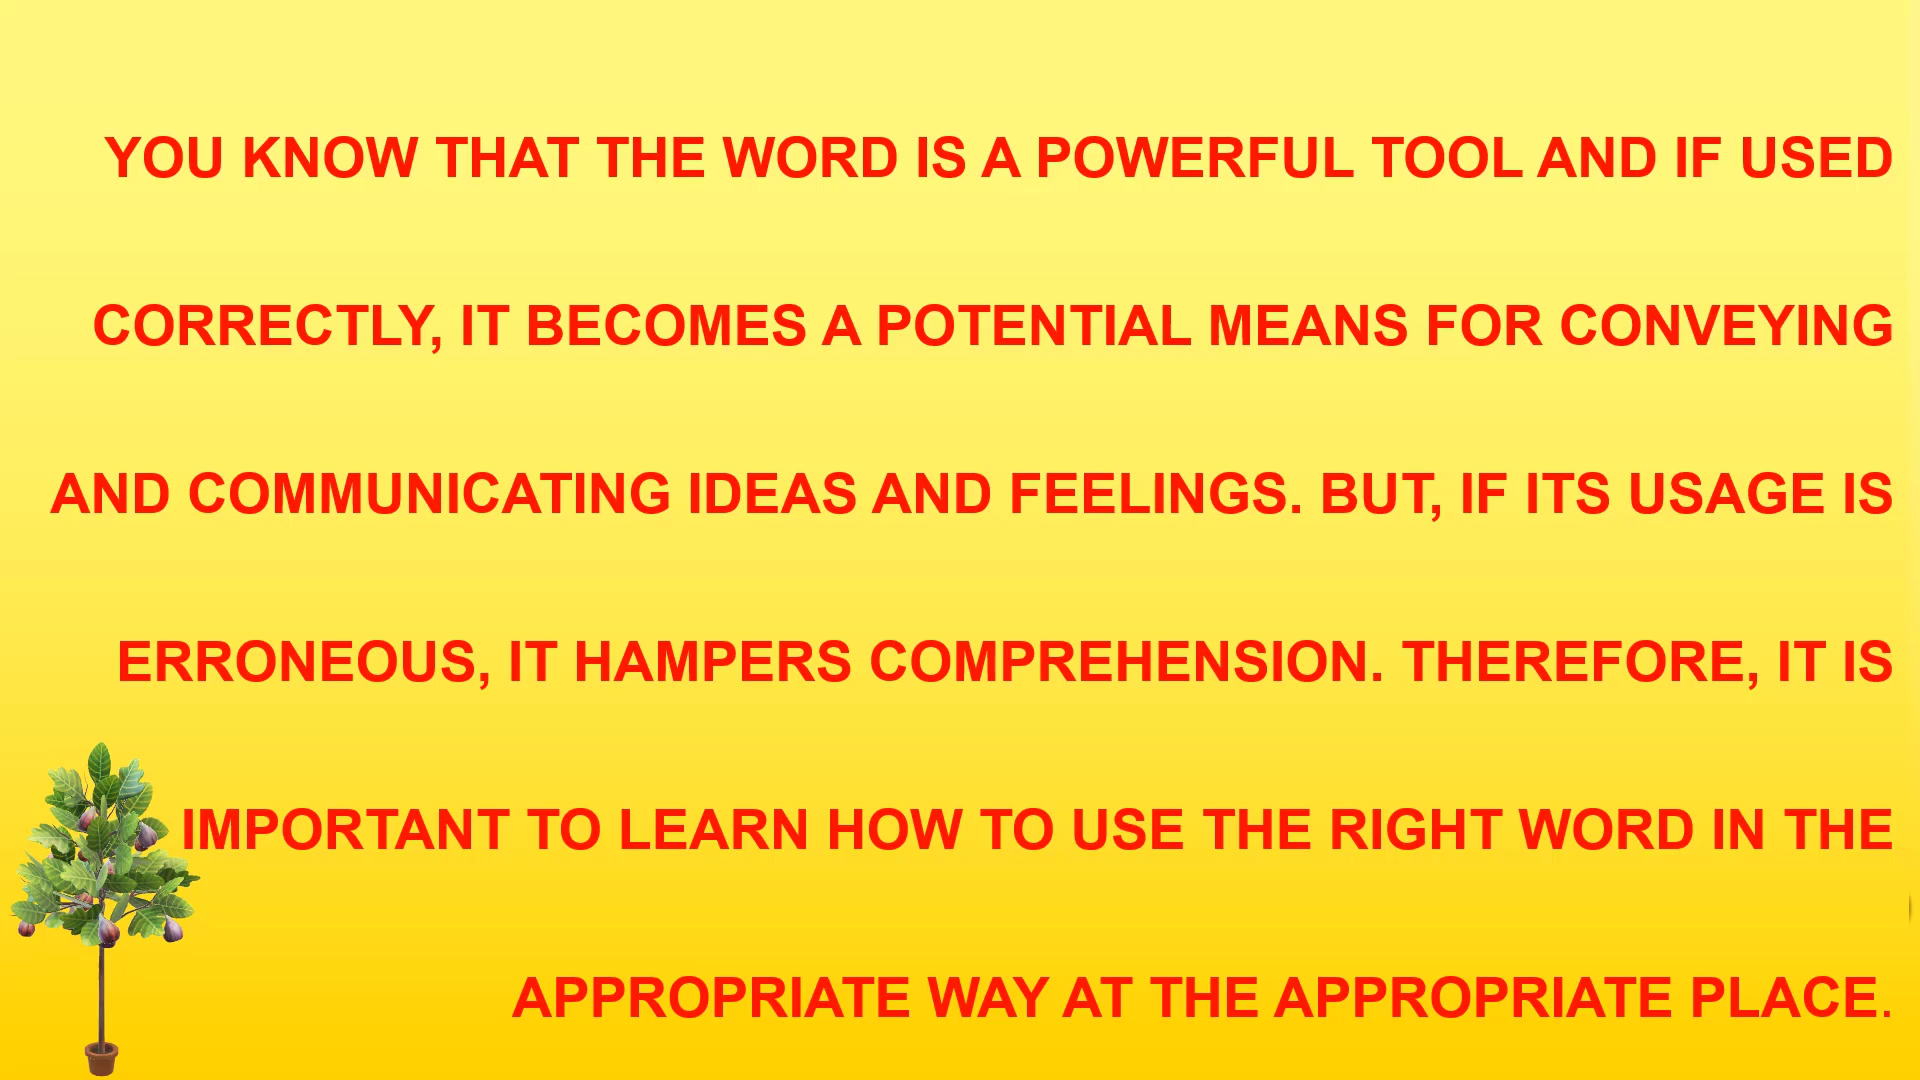 YOU KNOW THAT THE WORD IS A POWERFUL TOOL AND IF USED
CORRECTLY, IT BECOMES A POTENTIAL MEANS FOR CONVEYING
AND COMMUNICATING IDEAS AND FEELINGS. BUT, IF ITS USAGE IS
ERRONEOUS, IT HAMPERS COMPREHENSION. THEREFORE, IT IS
IMPORTANT TO LEARN HOW TO USE THE RIGHT WORD IN THE
APPROPRIATE WAY AT THE APPROPRIATE PLACE.